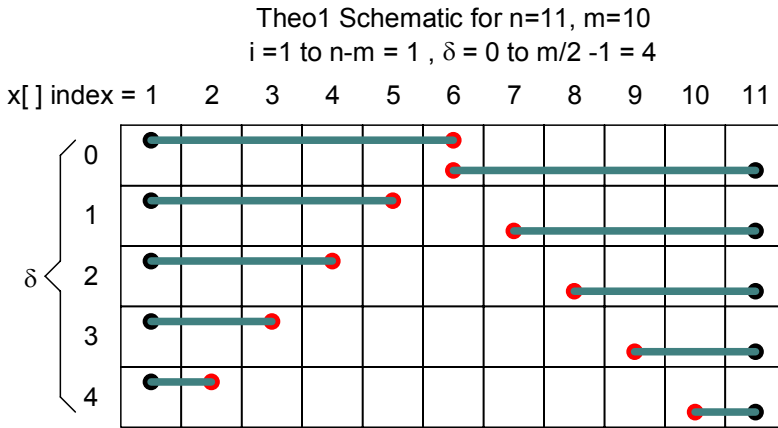 Theo1 Schematic for n=11, m=10
i =1 to n-m = 1 , δ = 0 to m/2 -1 = 4
x[ ] index = 1 2 3 4 5 6 7 8 9 10 11
0
1
2
δ
3
4